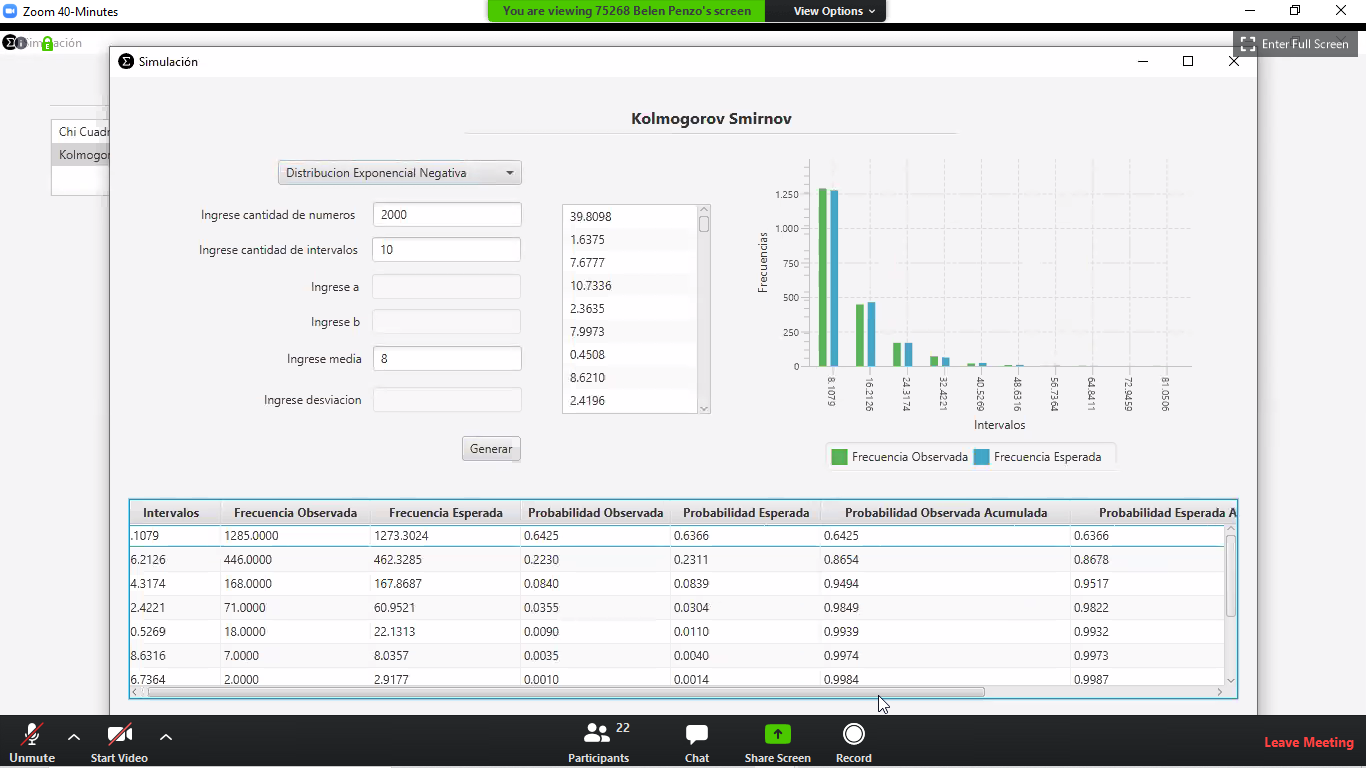 Zoom 40-Minutes
You are viewing 75268 Belen Penzo's screen
View Options
Enter Full Screen
Simulación
Kolmogorov Smirnov
Chi Cuadr
Kolmogor
Distribucion Exponencial Negativa
Ingrese cantidad de numeros 2000
Ingrese cantidad de intervalos 10
Ingrese a
Ingrese b
Ingrese media 8
Ingrese desviacion
Generar
39.8098
1.6375
7.6777
10.7336
2.3635
7.9973
0.4508
8.6210
2.4196
Frecuencias
1.250
1.000
750
500
250
0
8.1079 16.2126 24.3174 32.4221 40.5269 48.6316 56.7364 64.8411 72.9459 81.0506
Intervalos
Frecuencia Observada Frecuencia Esperada
Intervalos Frecuencia Observada Frecuencia Esperada Probabilidad Observada Probabilidad Esperada Probabilidad Observada Acumulada Probabilidad Esperada A
.1079 1285.0000 1273.3024 0.6425 0.6366 0.6425 0.6366
6.2126 446.0000 462.3285 0.2230 0.2311 0.8654 0.8678
4.3174 168.0000 167.8687 0.0840 0.0839 0.9494 0.9517
2.4221 71.0000 60.9521 0.0355 0.0304 0.9849 0.9822
0.5269 18.0000 22.1313 0.0090 0.0110 0.9939 0.9932
8.6316 7.0000 8.0357 0.0035 0.0040 0.9974 0.9973
6.7364 2.0000 2.9177 0.0010 0.0014 0.9984 0.9987
Unmute
Start Video
Participants 22
Chat
Share Screen
Record
Leave Meeting